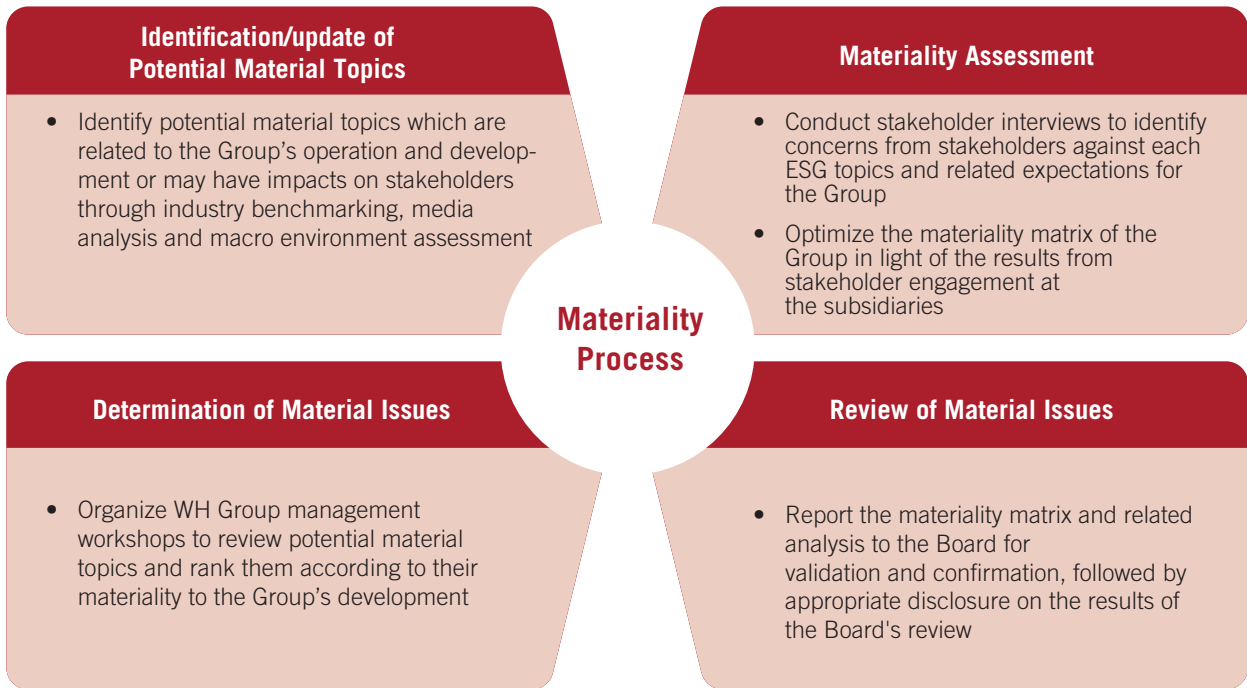 Identification/update of
Potential Material Topics
• Identify potential material topics which are
related to the Group's operation and develop-
ment or may have impacts on stakeholders
through industry benchmarking, media
analysis and macro environment assessment
Materiality Assessment
• Conduct stakeholder interviews to identify
concerns from stakeholders against each
ESG topics and related expectations for
the Group
• Optimize the materiality matrix of the
Group in light of the results from
stakeholder engagement at
the subsidiaries
Materiality
Process
Determination of Material Issues
• Organize WH Group management
workshops to review potential material
topics and rank them according to their
materiality to the Group's development
Review of Material Issues
• Report the materiality matrix and related
analysis to the Board for
validation and confirmation, followed by
appropriate disclosure on the results of
the Board's review